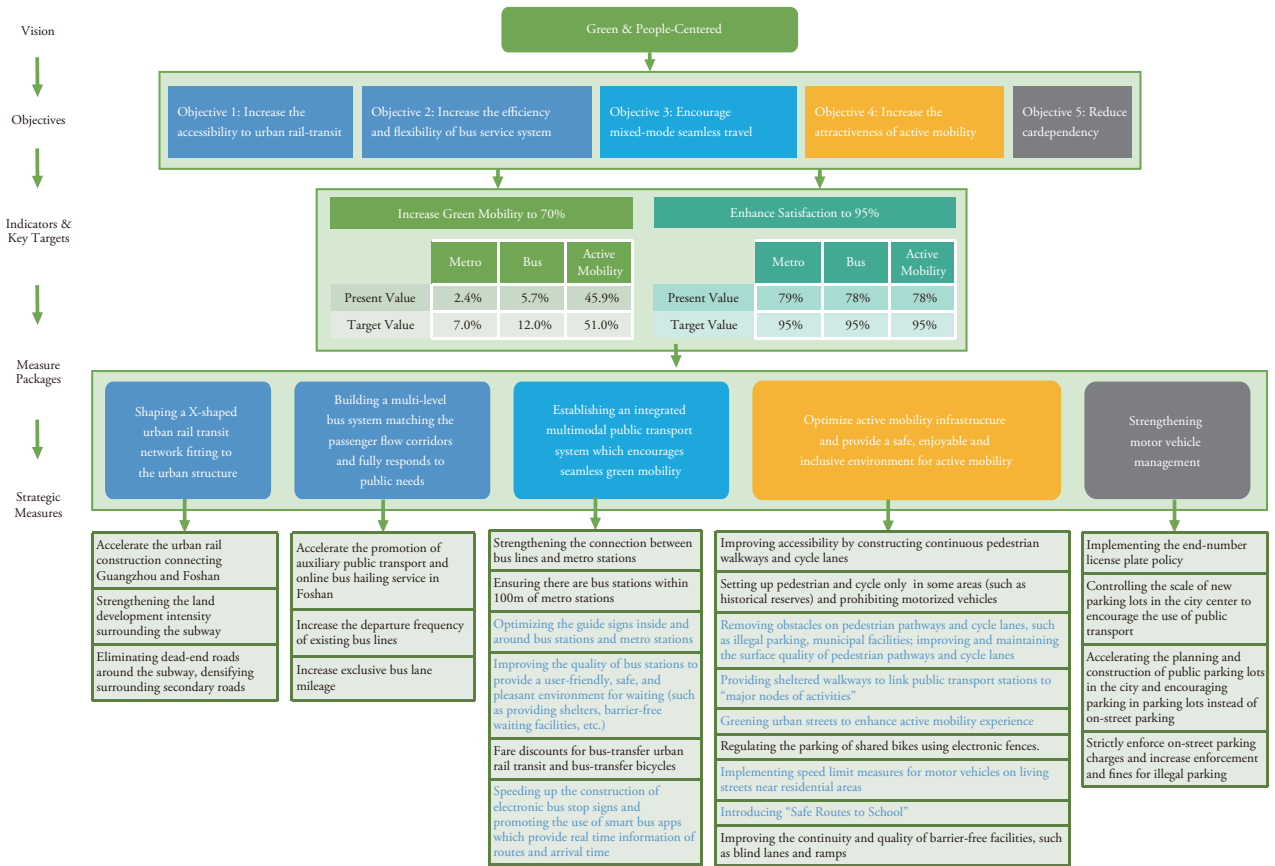 Vision
Objectives
Indicators &
Key Targets
Measure
Packages
Strategic
Measures
Green & People-Centered
Objective 1: Increase the
accessibility to urban rail-transit
Objective 2: Increase the efficiency
and flexibility of bus service system
Objective 3: Encourage
mixed-mode seamless travel
Objective 4: Increase the
attractiveness of active mobility
Objective 5: Reduce
cardependency
Increase Green Mobility to 70%
Metro Bus Active
Mobility
Present Value 2.4% 5.7% 45.9%
Target Value 7.0% 12.0% 51.0%
Enhance Satisfaction to 95%
Metro Bus Active
Mobility
Present Value 79% 78% 78%
Target Value 95% 95% 95%
Shaping a X-shaped
urban rail transit
network fitting to
the urban structure
Building a multi-level
bus system matching the
passenger flow corridors
and fully responds to
public needs
Establishing an integrated
multimodal public transport
system which encourages
seamless green mobility
Optimize active mobility infrastructure
and provide a safe, enjoyable and
inclusive environment for active mobility
Strengthening
motor vehicle
management
Accelerate the urban rail
construction connecting
Guangzhou and Foshan
Strengthening the land
development intensity
surrounding the subway
Eliminating dead-end roads
around the subway, densifying
surrounding secondary roads
Accelerate the promotion of
auxiliary public transport and
online bus hailing service in
Foshan
Increase the departure frequency
of existing bus lines
Increase exclusive bus lane
mileage
Strengthening the connection between
bus lines and metro stations
Ensuring there are bus stations within
100m of metro stations
Optimizing the guide signs inside and
around bus stations and metro stations
Improving the quality of bus stations to
provide a user-friendly, safe, and
pleasant environment for waiting (such
as providing shelters, barrier-free
waiting facilities, etc.)
Fare discounts for bus-transfer urban
rail transit and bus-transfer bicycles
Speeding up the construction of
electronic bus stop signs and
promoting the use of smart bus apps
which provide real time information of
routes and arrival time
Improving accessibility by constructing continuous pedestrian
walkways and cycle lanes
Setting up pedestrian and cycle only in some areas (such as
historical reserves) and prohibiting motorized vehicles
Removing obstacles on pedestrian pathways and cycle lanes, such
as illegal parking, municipal facilities; improving and maintaining
the surface quality of pedestrian pathways and cycle lanes
Providing sheltered walkways to link public transport stations to
“major nodes of activities”
Greening urban streets to enhance active mobility experience
Regulating the parking of shared bikes using electronic fences.
Implementing speed limit measures for motor vehicles on living
streets near residential areas
Introducing “Safe Routes to School”
Improving the continuity and quality of barrier-free facilities, such
as blind lanes and ramps
Implementing the end-number
license plate policy
Controlling the scale of new
parking lots in the city center to
encourage the use of public
transport
Accelerating the planning and
construction of public parking lots
in the city and encouraging
parking in parking lots instead of
on-street parking
Strictly enforce on-street parking
charges and increase enforcement
and fines for illegal parking